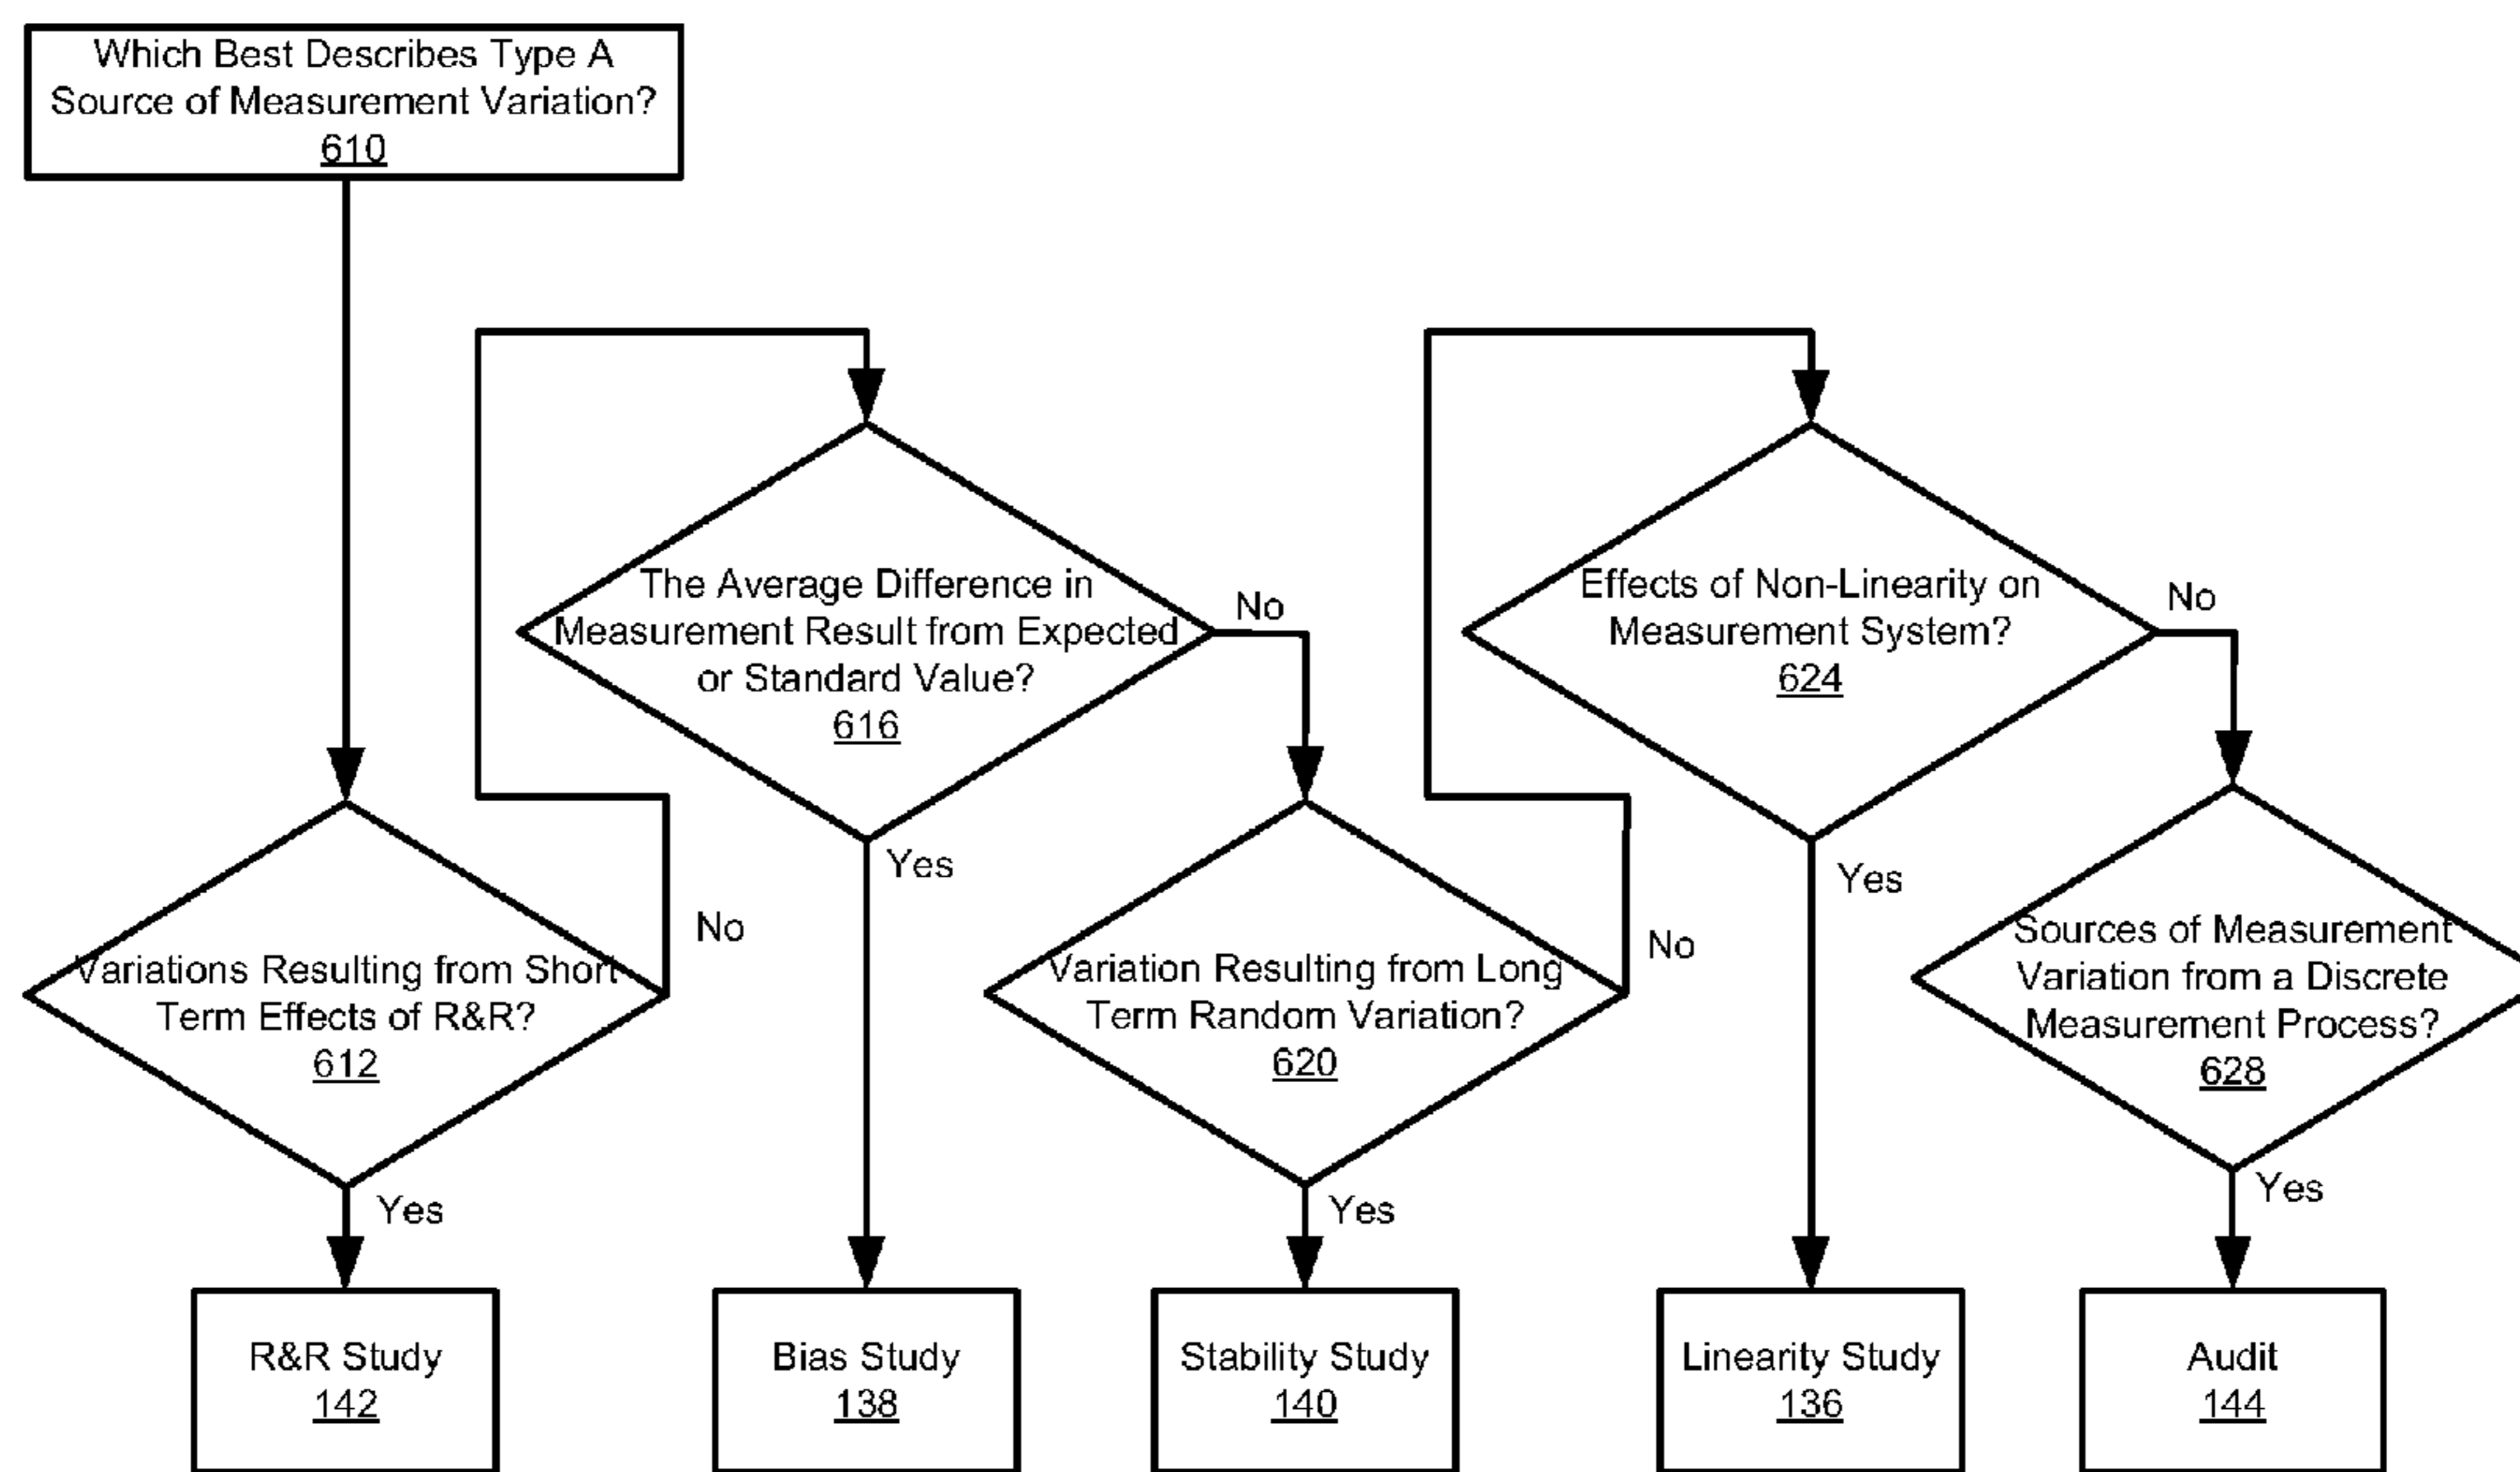 Which Best Describes Type A
Source of Measurement Variation?
610
The Average Difference in
Measurement Result from Expected
or Standard Value?
616
No
Effects of Non-Linearity on
Measurement System?
624
No
Yes
Yes
Variations Resulting from Short
Term Effects of R&R?
612
No
Variation Resulting from Long
Term Random Variation?
620
No
Sources of Measurement
Variation from a Discrete
Measurement Process?
628
Yes
Yes
Yes
R&R Study
142
Bias Study
138
Stability Study
140
Linearity Study
136
Audit
144